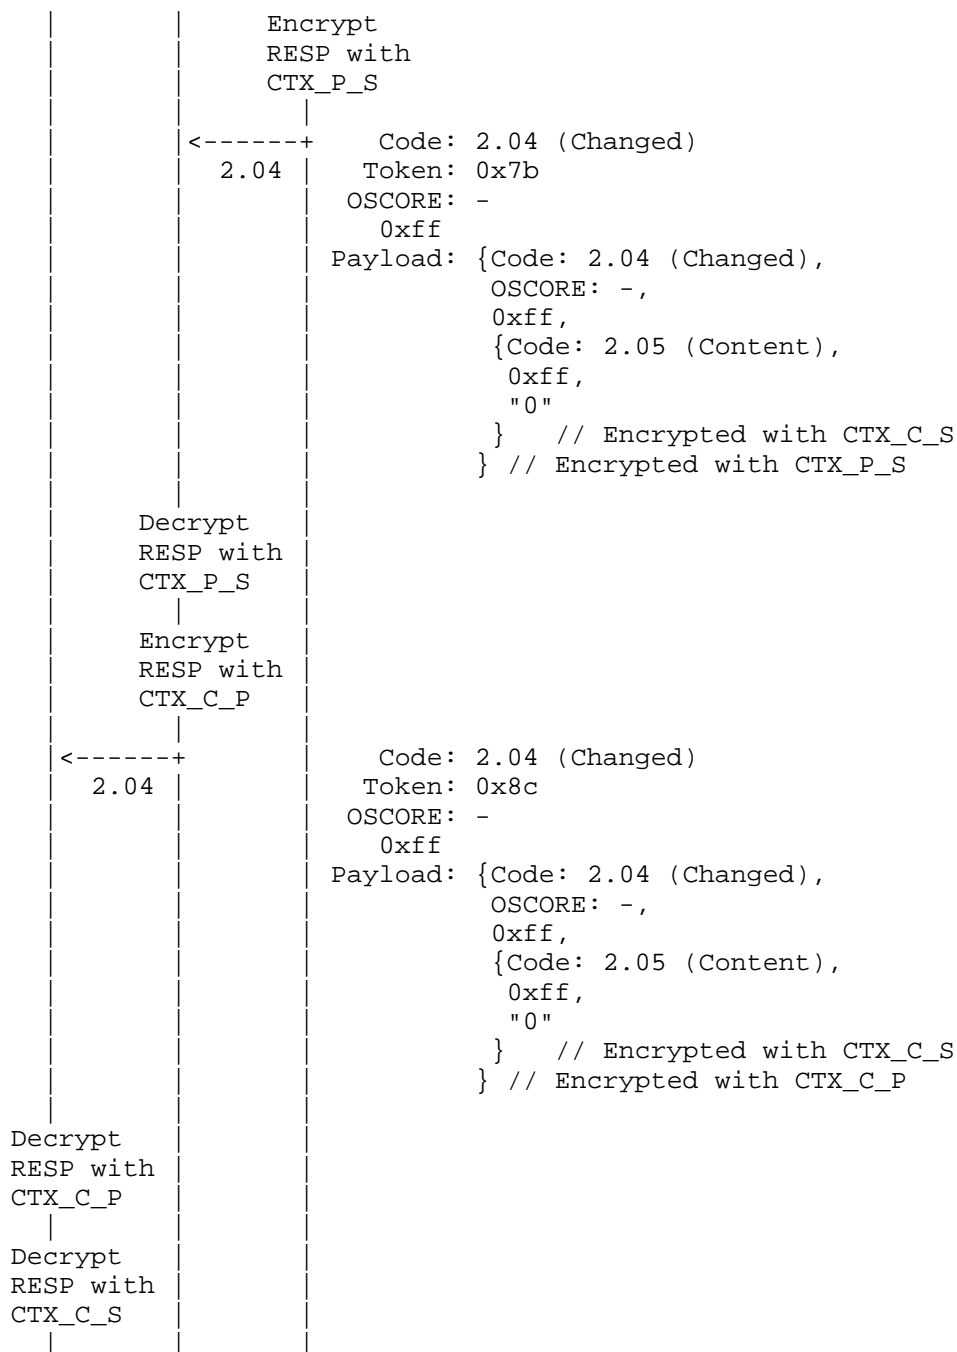 |       |     Encrypt
  |       |     RESP with
  |       |     CTX_P_S
  |       |       |
  |       |<------+    Code: 2.04 (Changed)
  |       |  2.04 |   Token: 0x7b
  |       |       |  OSCORE: -
  |       |       |    0xff
  |       |       | Payload: {Code: 2.04 (Changed),
  |       |       |           OSCORE: -,
  |       |       |           0xff,
  |       |       |           {Code: 2.05 (Content),
  |       |       |            0xff,
  |       |       |            "0"
  |       |       |           }   // Encrypted with CTX_C_S
  |       |       |          } // Encrypted with CTX_P_S
  |       |       |
  |     Decrypt   |
  |     RESP with |
  |     CTX_P_S   |
  |       |       |
  |     Encrypt   |
  |     RESP with |
  |     CTX_C_P   |
  |       |       |
  |<------+       |    Code: 2.04 (Changed)
  |  2.04 |       |   Token: 0x8c
  |       |       |  OSCORE: -
  |       |       |    0xff
  |       |       | Payload: {Code: 2.04 (Changed),
  |       |       |           OSCORE: -,
  |       |       |           0xff,
  |       |       |           {Code: 2.05 (Content),
  |       |       |            0xff,
  |       |       |            "0"
  |       |       |           }   // Encrypted with CTX_C_S
  |       |       |          } // Encrypted with CTX_C_P
  |       |       |
Decrypt   |       |
RESP with |       |
CTX_C_P   |       |
  |       |       |
Decrypt   |       |
RESP with |       |
CTX_C_S   |       |
  |       |       |